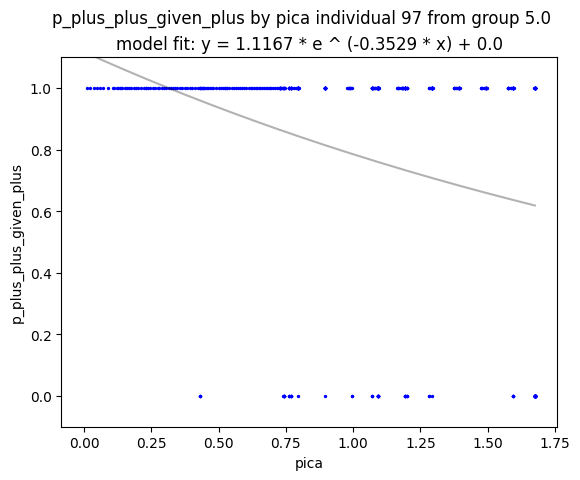 p_plus_plus_given_plus by pica individual 97 from group 5.0
model fit: y = 1.1167 * e ^ (-0.3529 * x) + 0.0
1.0
0.8
0.6
0.4
0.2
0.0
p_plus_plus_given_plus
0.00 0.25 0.50 0.75 1.00 1.25 1.50 1.75
pica